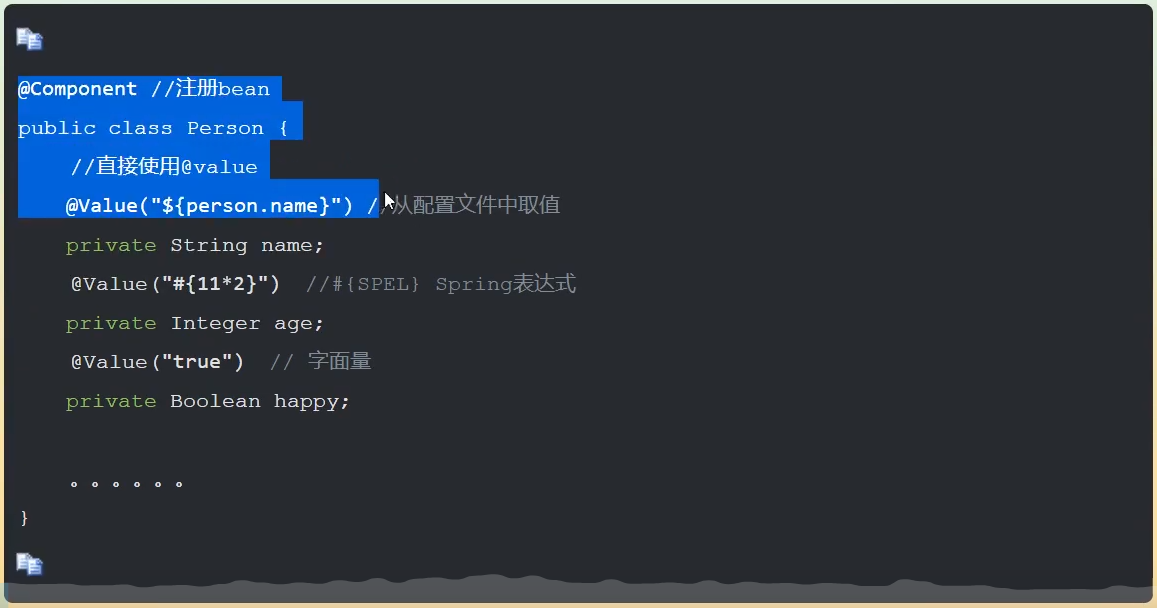 @Component //注册bean
public class Person {
//直接使用@value
@Value("${person.name}") //从配置文件中取值
private String name;
@Value("#{11*2}") //#{SPEL} Spring表达式
private Integer age;
@Value("true") // 字面量
private Boolean happy;
。。。。。。
}